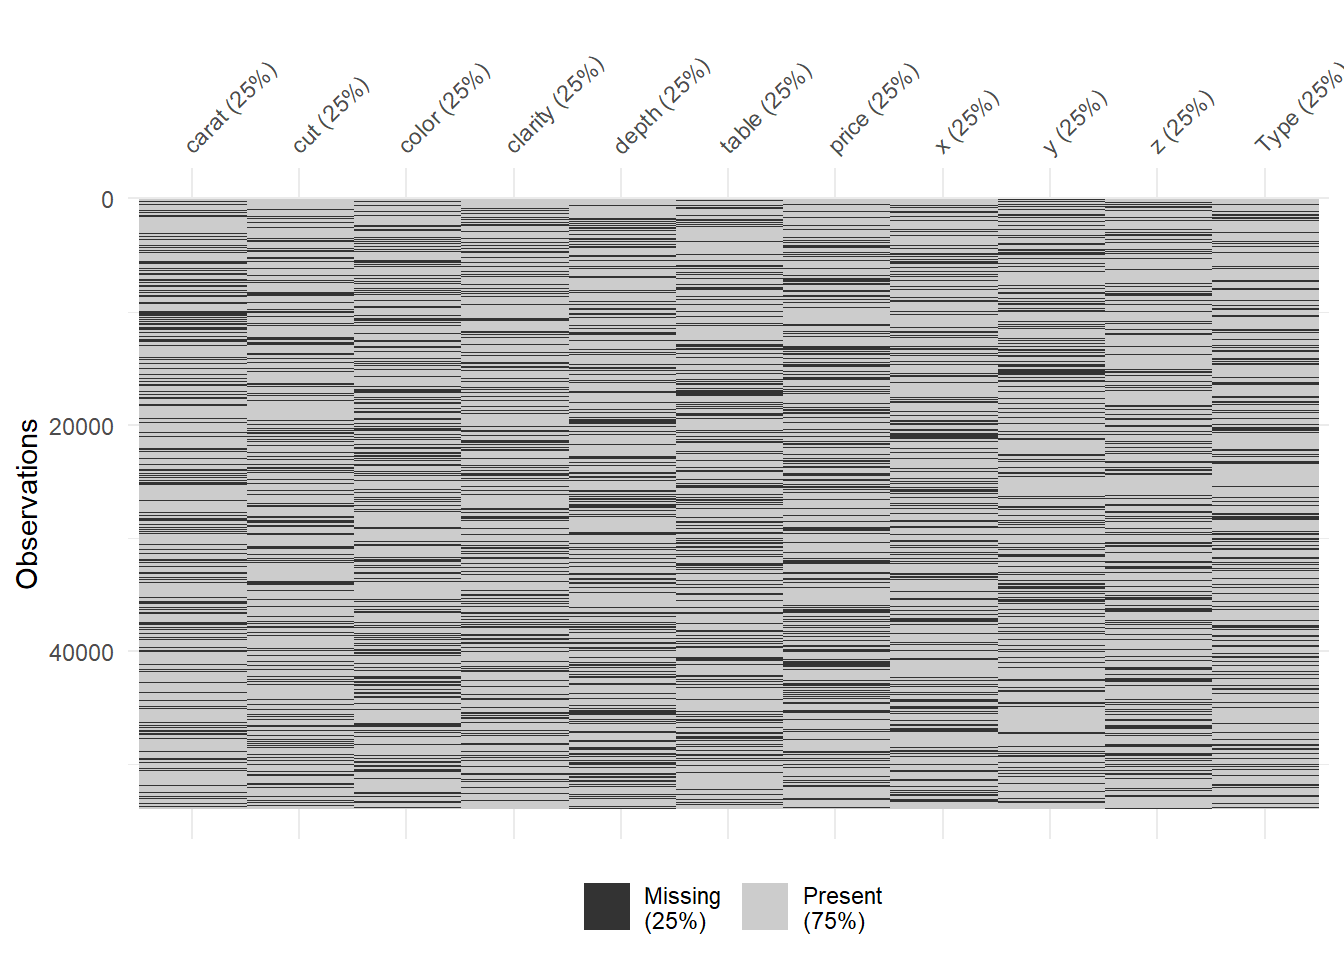 carat (25%)
cut (25%)
color (25%)
clarity (25%)
depth (25%)
table (25%)
price (25%)
x (25%)
y (25%)
z (25%)
Type (25%)
0
20000
40000
Observations
Missing
(25%)
Present
(75%)